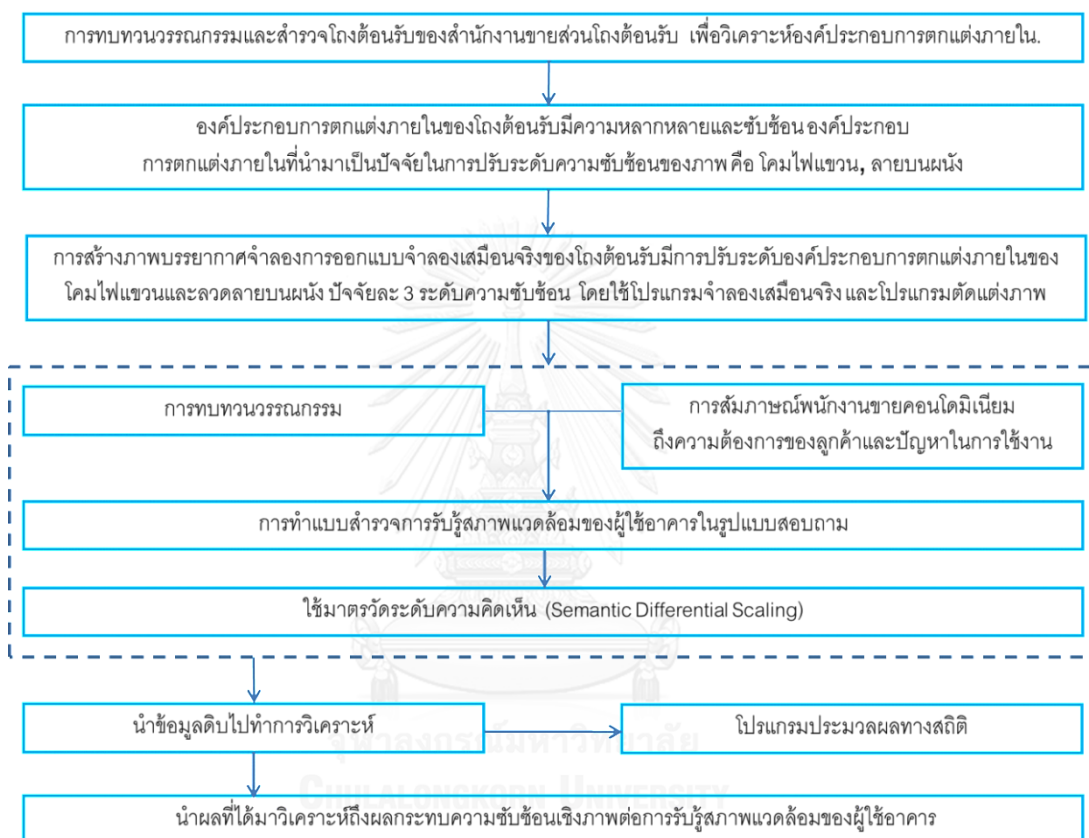 การทบทวนวรรณกรรมและสำรวจโถงต้อนรับของสำนักงานขายส่วนโถงต้อนรับ เพื่อวิเคราะห์องค์ประกอบการตกแต่งภายใน.
องค์ประกอบการตกแต่งภายในของโถงต้อนรับมีความหลากหลายและซับซ้อน องค์ประกอบ
การตกแต่งภายในที่นำมาเป็นปัจจัยในการปรับระดับความซับซ้อนของภาพ คือ โคมไฟแขวน, ลายบนผนัง
การสร้างภาพบรรยากาศจำลองการออกแบบจำลองเสมือนจริงของโถงต้อนรับมีการปรับระดับองค์ประกอบการตกแต่งภายในของ
โคมไฟแขวนและลวดลายบนผนัง ปัจจัยละ 3 ระดับความซับซ้อน โดยใช้โปรแกรมจำลองเสมือนจริง และโปรแกรมตัดแต่งภาพ
การทบทวนวรรณกรรม
การสัมภาษณ์พนักงานขายคอนโดมิเนียม
ถึงความต้องการของลูกค้าและปัญหาในการใช้งาน
การทำแบบสำรวจการรับรู้สภาพแวดล้อมของผู้ใช้อาคารในรูปแบบสอบถาม
ใช้มาตรวัดระดับความคิดเห็น (Semantic Differential Scaling)
นำข้อมูลดิบไปทำการวิเคราะห์
โปรแกรมประมวลผลทางสถิติ
จุฬาลงกรณ์มหาวิทยาลัย
CHULALONGKORN UNIVERSITY
นำผลที่ได้มาวิเคราะห์ถึงผลกระทบความซับซ้อนเชิงภาพต่อการรับรู้สภาพแวดล้อมของผู้ใช้อาคาร